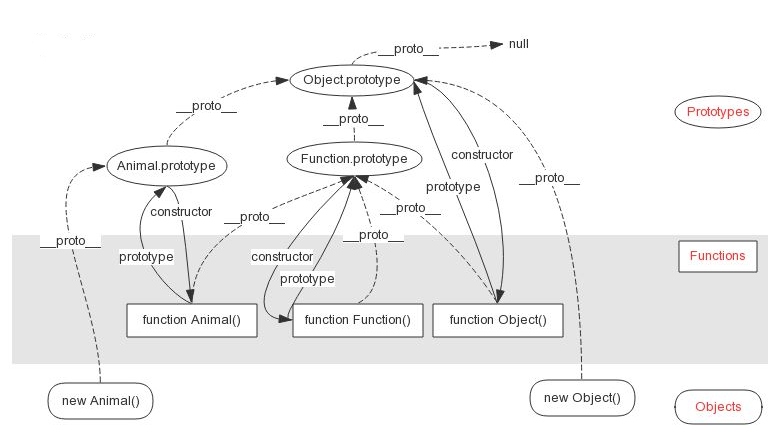 null
__proto__
Object.prototype
__proto__
Prototypes
__proto__
Animal.prototype
Function.prototype
constructor
prototype
__proto__
constructor
__proto__
__proto__
__proto__
__proto__
prototype
constructor
prototype
Functions
function Animal()
function Function()
function Object()
new Animal()
new Object()
Objects